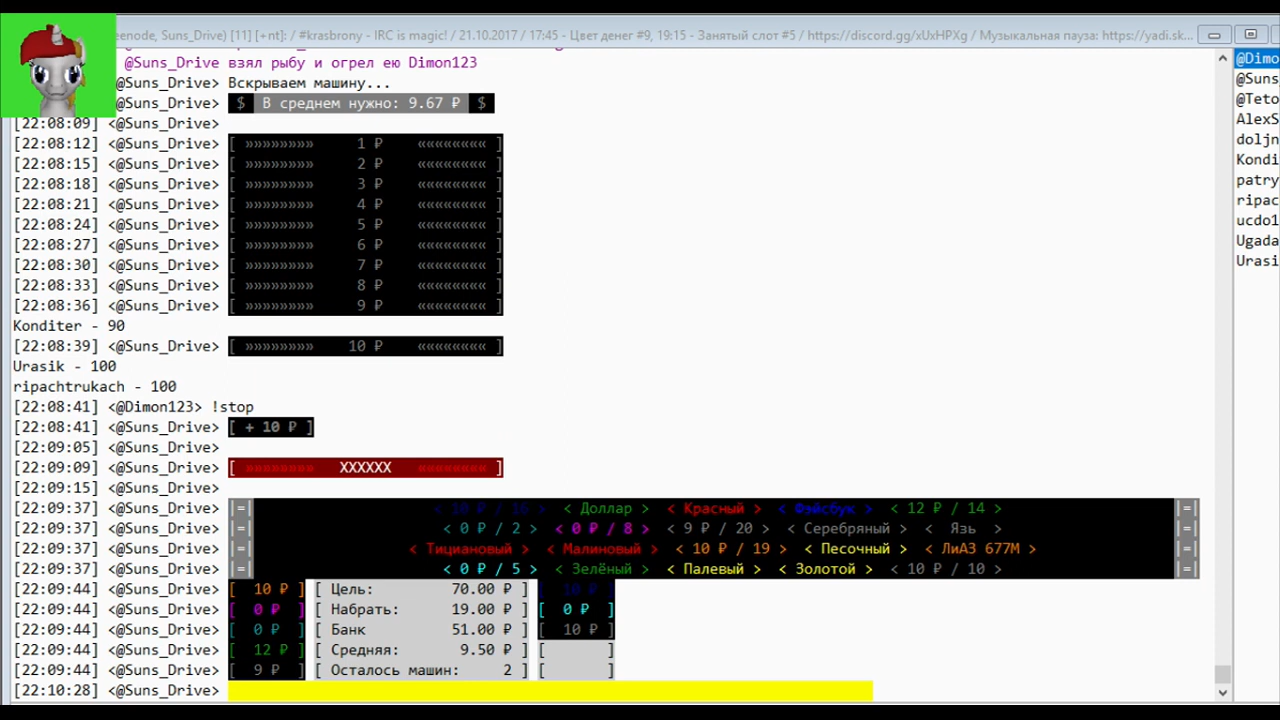 eenode, Suns_Drive) [11] [+nt]: / #krasbrony - IRC is magic! / 21.10.2017 / 17:45 - Цвет денег #9, 19:15 - Занятый слот #5 / https://discord.gg/xUxHPXg / Музыкальная пауза: https://yadi.sk...
@Suns_Drive взял рыбу и огрел ею Dimon123
@Suns_Drive> Вскрываем машину...
@Suns_Drive> $ В среднем нужно: 9.67 ₽ $
[22:08:09] <@Suns_Drive>
[22:08:12] <@Suns_Drive> [ »»»»»»»» 1 ₽ «««««««« ]
[22:08:15] <@Suns_Drive> [ »»»»»»»» 2 ₽ «««««««« ]
[22:08:18] <@Suns_Drive> [ »»»»»»»» 3 ₽ «««««««« ]
[22:08:21] <@Suns_Drive> [ »»»»»»»» 4 ₽ «««««««« ]
[22:08:24] <@Suns_Drive> [ »»»»»»»» 5 ₽ «««««««« ]
[22:08:27] <@Suns_Drive> [ »»»»»»»» 6 ₽ «««««««« ]
[22:08:30] <@Suns_Drive> [ »»»»»»»» 7 ₽ «««««««« ]
[22:08:33] <@Suns_Drive> [ »»»»»»»» 8 ₽ «««««««« ]
[22:08:36] <@Suns_Drive> [ »»»»»»»» 9 ₽ «««««««« ]
Konditer - 90
[22:08:39] <@Suns_Drive> [ »»»»»»»» 10 ₽ «««««««« ]
Urasik - 100
ripachtrukach - 100
[22:08:41] <@Dimon123> !stop
[22:08:41] <@Suns_Drive> [ + 10 ₽ ]
[22:09:05] <@Suns_Drive>
[22:09:09] <@Suns_Drive> [ »»»»»»»» XXXXXX «««««««« ]
[22:09:15] <@Suns_Drive>
[22:09:37] <@Suns_Drive> |=| < 10 ₽ / 16 > < Доллар > < Красный > < Фэйсбук > < 12 ₽ / 14 > |=|
[22:09:37] <@Suns_Drive> |=| < 0 ₽ / 2 > < 0 ₽ / 8 > < 9 ₽ / 20 > < Серебряный > < Язь > |=|
[22:09:37] <@Suns_Drive> |=| < Тициановый > < Малиновый > < 10 ₽ / 19 > < Песочный > < ЛиАЗ 677М > |=|
[22:09:37] <@Suns_Drive> |=| < 0 ₽ / 5 > < Зелёный > < Палевый > < Золотой > < 10 ₽ / 10 > |=|
[22:09:44] <@Suns_Drive> [ 10 ₽ ] [ Цель: 70.00 ₽ ] [ 10 ₽ ]
[22:09:44] <@Suns_Drive> [ 0 ₽ ] [ Набрать: 19.00 ₽ ] [ 0 ₽ ]
[22:09:44] <@Suns_Drive> [ 0 ₽ ] [ Банк 51.00 ₽ ] [ 10 ₽ ]
[22:09:44] <@Suns_Drive> [ 12 ₽ ] [ Средняя: 9.50 ₽ ] [ ]
[22:09:44] <@Suns_Drive> [ 9 ₽ ] [ Осталось машин: 2 ] [ ]
[22:10:28] <@Suns_Drive>
@Dimo
@Suns
@Teto
AlexS
doljn
Kondi
patry
ripac
ucdo1
Ugada
Urasi